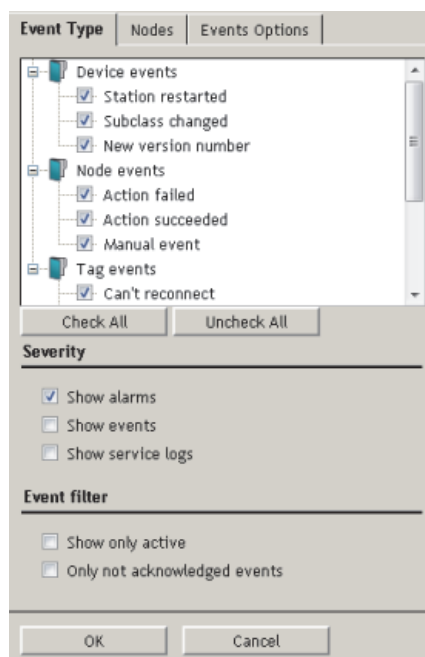 Event Type Nodes Events Options
Device events
Station restarted
Subclass changed
New version number
Node events
Action failed
Action succeeded
Manual event
Tag events
Can't reconnect
Check All Uncheck All
Severity
Show alarms
Show events
Show service logs
Event filter
Show only active
Only not acknowledged events
OK Cancel